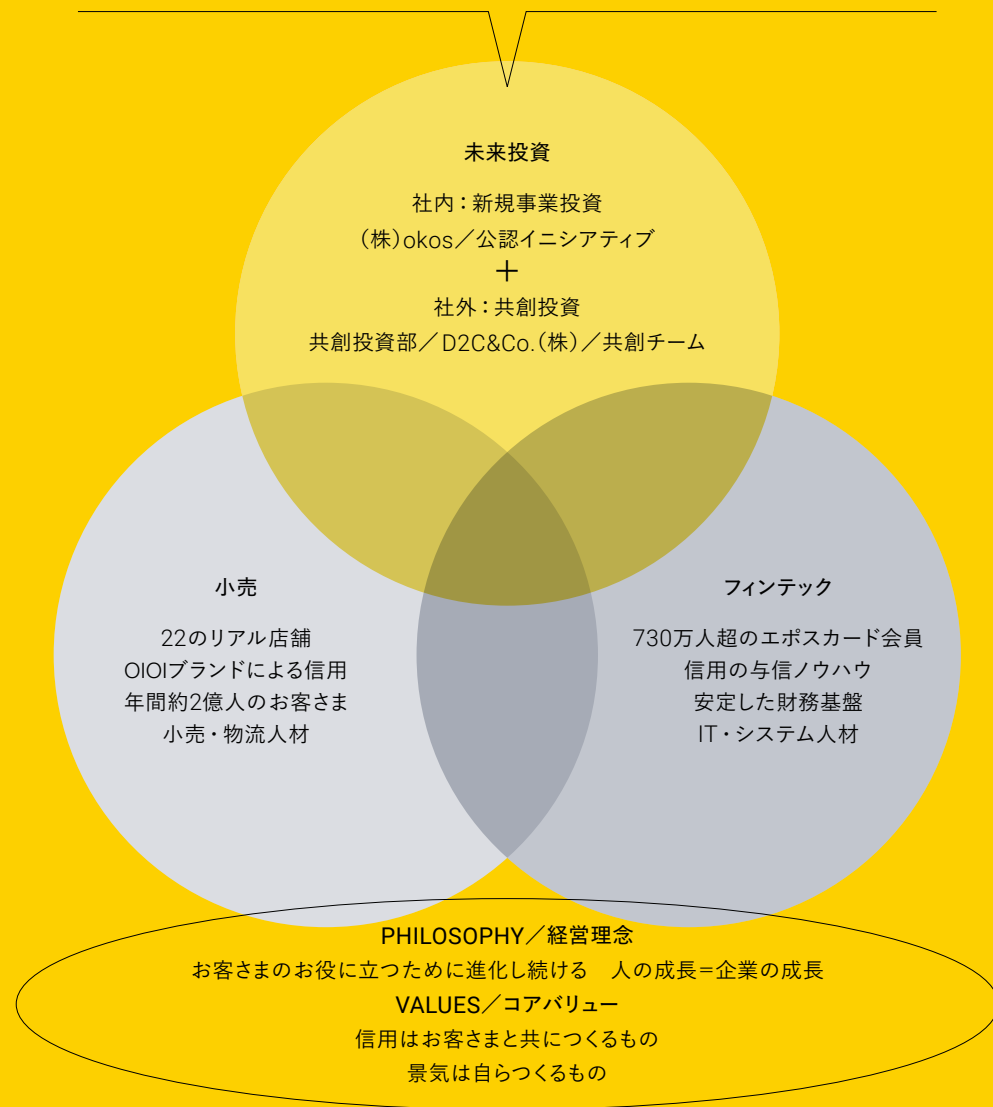 未来投資
社内：新規事業投資
（株）okos／公認イニシアティブ
＋
社外：共創投資
共創投資部／D2C&Co.（株）／共創チーム
小売
22のリアル店舗
OIOIブランドによる信用
年間約2億人のお客さま
小売・物流人材
フィンテック
730万人超のエポスカード会員
信用の与信ノウハウ
安定した財務基盤
IT・システム人材
PHILOSOPHY／経営理念
お客さまのお役に立つために進化し続ける　人の成長＝企業の成長
VALUES／コアバリュー
信用はお客さまと共につくるもの
景気は自らつくるもの